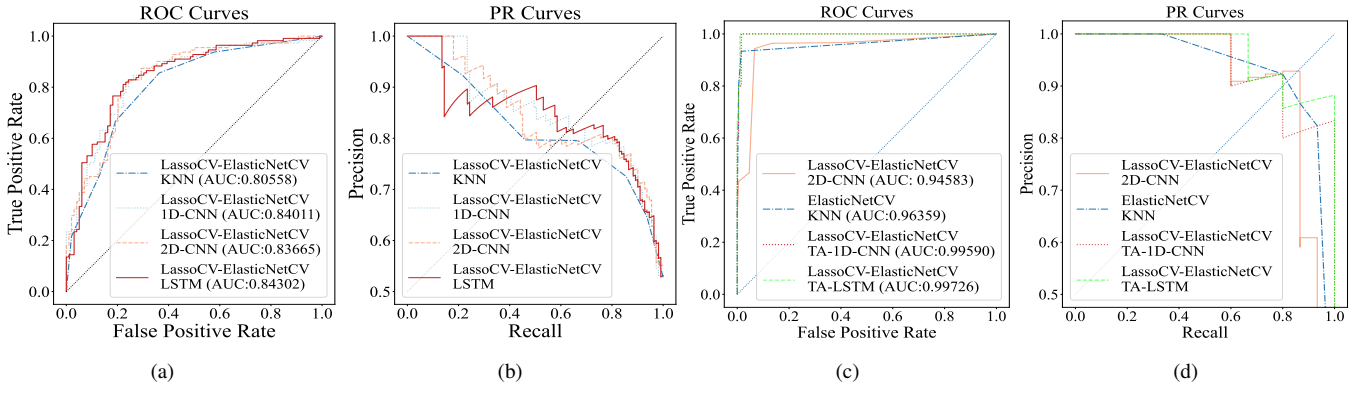 ROC Curves
True Positive Rate
1.0
0.8
0.6
0.4
0.2
0.0
LassoCV-ElasticNetCV
KNN (AUC:0.80558)
LassoCV-ElasticNetCV
1D-CNN (AUC:0.84011)
LassoCV-ElasticNetCV
2D-CNN (AUC:0.83665)
LassoCV-ElasticNetCV
LSTM (AUC:0.84302)
0.0 0.2 0.4 0.6 0.8 1.0
False Positive Rate
(a)
PR Curves
Precision
1.0
0.9
0.8
0.7
0.6
0.5
LassoCV-ElasticNetCV
KNN
LassoCV-ElasticNetCV
1D-CNN
LassoCV-ElasticNetCV
2D-CNN
LassoCV-ElasticNetCV
LSTM
0.0 0.2 0.4 0.6 0.8 1.0
Recall
(b)
ROC Curves
True Positive Rate
1.0
0.8
0.6
0.4
0.2
0.0
LassoCV-ElasticNetCV
2D-CNN (AUC: 0.94583)
ElasticNetCV
KNN (AUC:0.96359)
LassoCV-ElasticNetCV
TA-1D-CNN (AUC:0.99590)
LassoCV-ElasticNetCV
TA-LSTM (AUC:0.99726)
0.0 0.2 0.4 0.6 0.8 1.0
False Positive Rate
(c)
PR Curves
Precision
1.0
0.9
0.8
0.7
0.6
0.5
LassoCV-ElasticNetCV
2D-CNN
ElasticNetCV
KNN
LassoCV-ElasticNetCV
TA-1D-CNN
LassoCV-ElasticNetCV
TA-LSTM
0.0 0.2 0.4 0.6 0.8 1.0
Recall
(d)